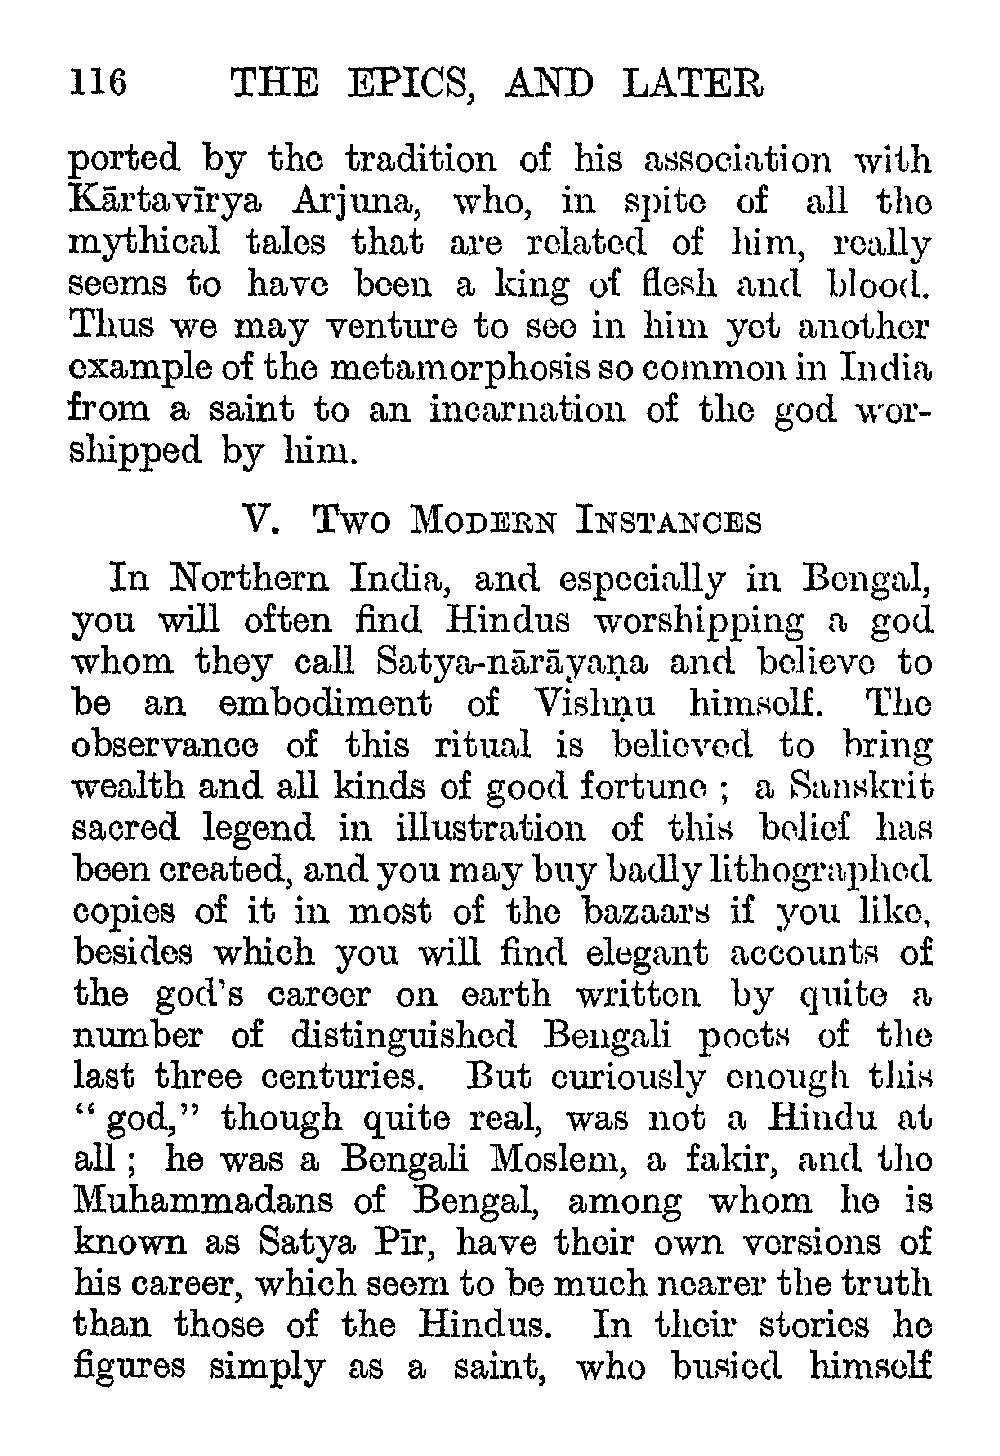 116 THE EPICS, AND LATER
ported by the tradition of his association with
Kārtavīrya Arjuna, who, in spite of all the
mythical tales that are related of him, really
seems to have been a king of flesh and blood.
Thus we may venture to see in him yet another
example of the metamorphosis so common in India
from a saint to an incarnation of the god wor-
shipped by him.
V. TWO MODERN INSTANCES
In Northern India, and especially in Bengal,
you will often find Hindus worshipping a god
whom they call Satya-nārāyaṇa and believe to
be an embodiment of Vishṇu himself. The
observance of this ritual is believed to bring
wealth and all kinds of good fortune ; a Sanskrit
sacred legend in illustration of this belief has
been created, and you may buy badly lithographed
copies of it in most of the bazaars if you like,
besides which you will find elegant accounts of
the god's career on earth written by quite a
number of distinguished Bengali poets of the
last three centuries. But curiously enough this
“ god,” though quite real, was not a Hindu at
all ; he was a Bengali Moslem, a fakir, and the
Muhammadans of Bengal, among whom he is
known as Satya Pīr, have their own versions of
his career, which seem to be much nearer the truth
than those of the Hindus. In their stories he
figures simply as a saint, who busied himself